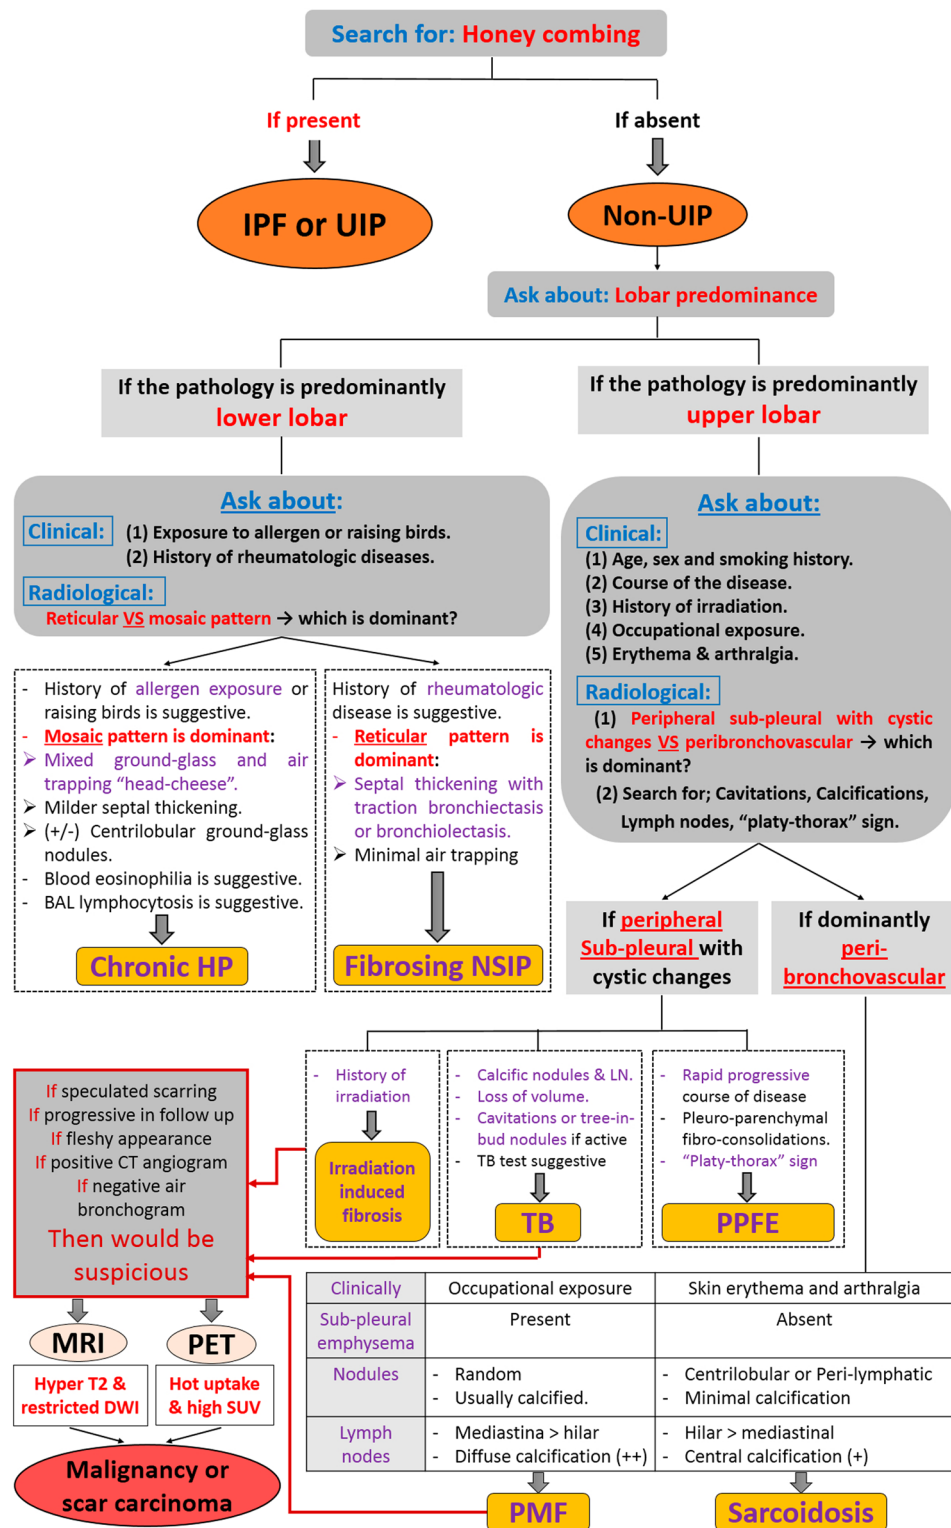 Search for: Honey combing
If present
If absent
IPF or UIP
Non-UIP
Ask about: Lobar predominance
If the pathology is predominantly
lower lobar
If the pathology is predominantly
upper lobar
Ask about:
Clinical: (1) Exposure to allergen or raising birds.
(2) History of rheumatologic diseases.
Radiological:
Reticular VS mosaic pattern → which is dominant?
Ask about:
Clinical:
(1) Age, sex and smoking history.
(2) Course of the disease.
(3) History of irradiation.
(4) Occupational exposure.
(5) Erythema & arthralgia.
Radiological:
(1) Peripheral sub-pleural with cystic
changes VS peribronchovascular → which
is dominant?
(2) Search for; Cavitations, Calcifications,
Lymph nodes, “platy-thorax” sign.
- History of allergen exposure or
raising birds is suggestive.
- Mosaic pattern is dominant:
➢ Mixed ground-glass and air
trapping “head-cheese”.
➢ Milder septal thickening.
➢ (+/-) Centrilobular ground-glass
nodules.
- Blood eosinophilia is suggestive.
- BAL lymphocytosis is suggestive.
Chronic HP
History of rheumatologic
disease is suggestive.
- Reticular pattern is
dominant:
➢ Septal thickening with
traction bronchiectasis
or bronchiolectasis.
➢ Minimal air trapping
Fibrosing NSIP
If peripheral
Sub-pleural with
cystic changes
If dominantly
peri-
bronchovascular
- History of
irradiation
Irradiation
induced
fibrosis
- Calcific nodules & LN.
- Loss of volume.
- Cavitations or tree-in-
bud nodules if active
- TB test suggestive
TB
- Rapid progressive
course of disease
- Pleuro-parenchymal
fibro-consolidations.
- “Platy-thorax” sign
PPFE
If speculated scarring
If progressive in follow up
If fleshy appearance
If positive CT angiogram
If negative air
bronchogram
Then would be
suspicious
MRI
PET
Hyper T2 &
restricted DWI
Hot uptake
& high SUV
Malignancy or
scar carcinoma
Clinically Occupational exposure Skin erythema and arthralgia
Sub-pleural
emphysema Present Absent
Nodules - Random - Centrilobular or Peri-lymphatic
- Usually calcified. - Minimal calcification
Lymph - Mediastina > hilar - Hilar > mediastinal
nodes - Diffuse calcification (++) - Central calcification (+)
PMF
Sarcoidosis